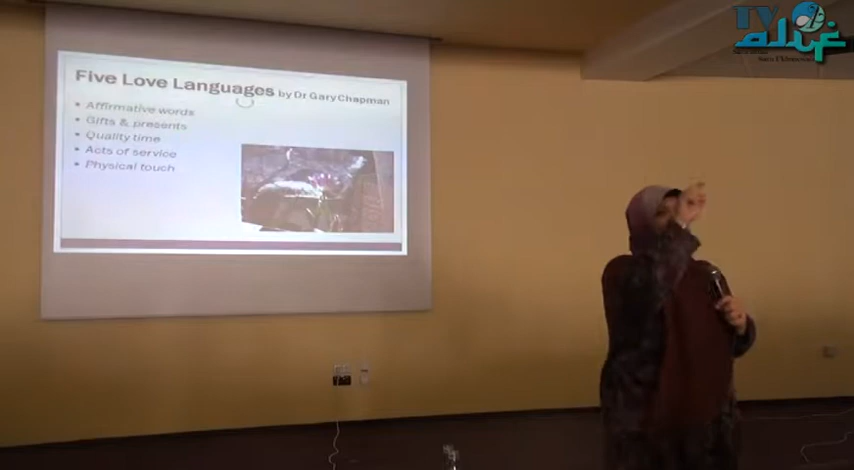 Five Love Languages by Dr Gary Chapman
• Affirmative words
• Gifts & presents
• Quality time
• Acts of service
• Physical touch
TV